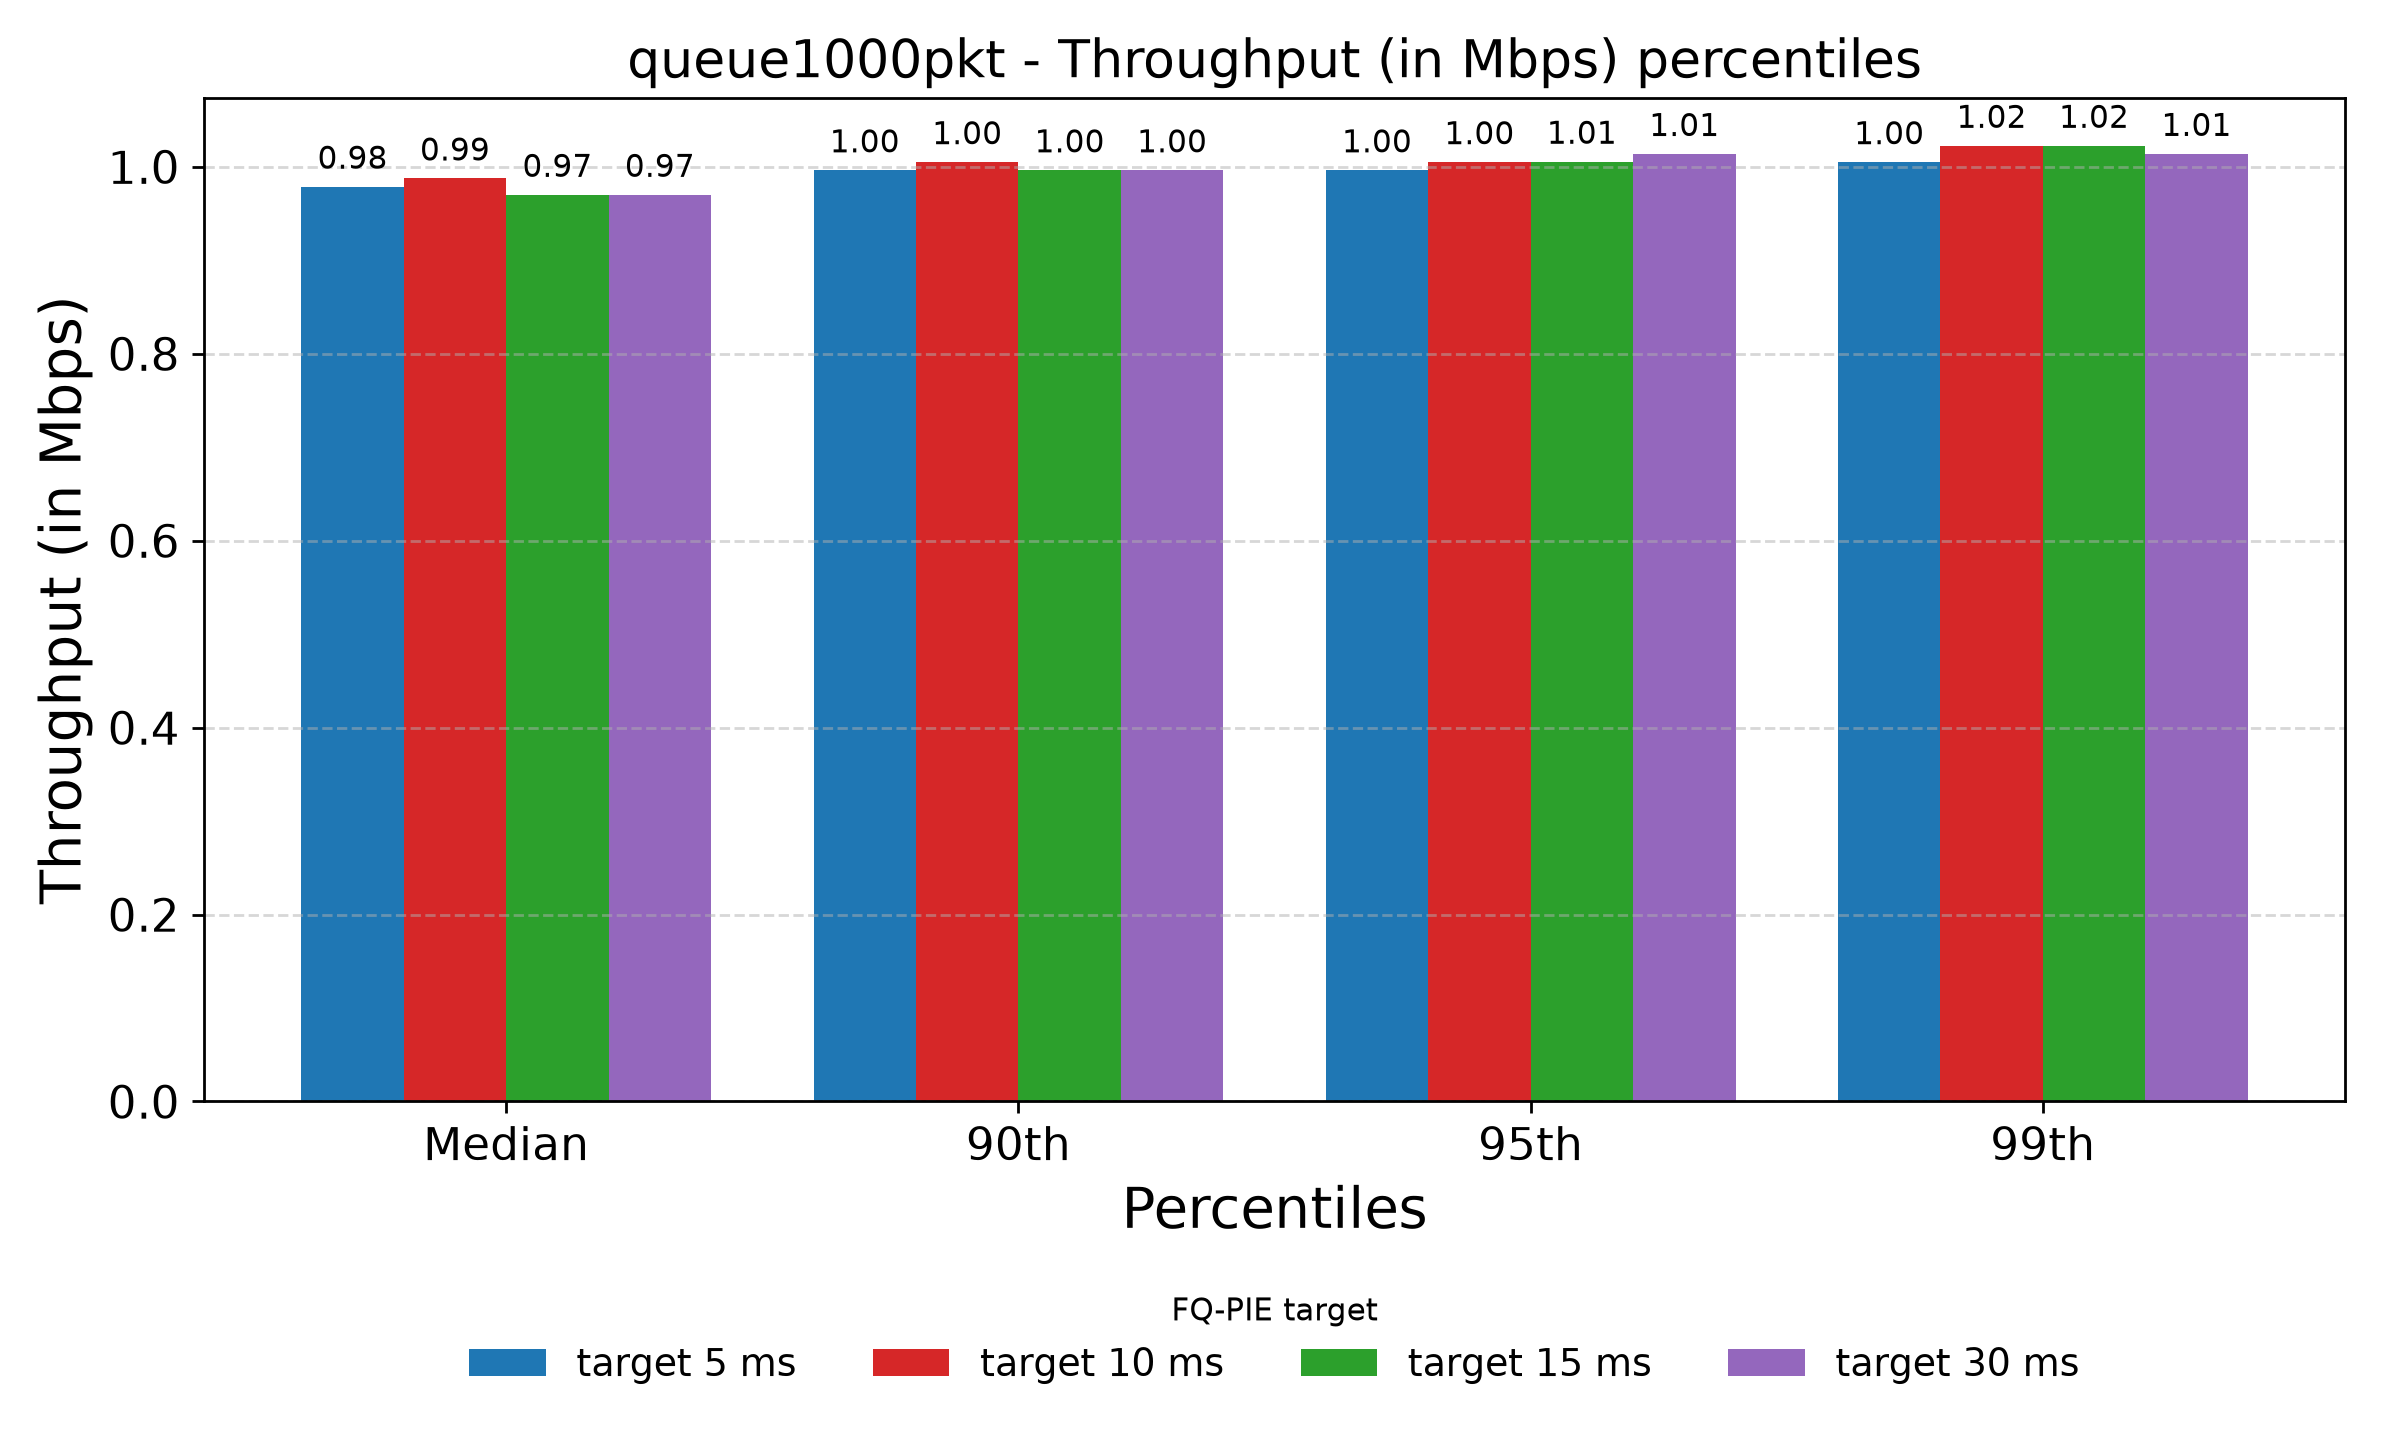 queue1000pkt - Throughput (in Mbps) percentiles
Throughput (in Mbps)
1.0
0.8
0.6
0.4
0.2
0.0
0.98 0.99 0.97 0.97
1.00 1.00 1.00 1.00
1.00 1.00 1.01 1.01
1.00 1.02 1.02 1.01
Median 90th 95th 99th
Percentiles
FQ-PIE target
target 5 ms target 10 ms target 15 ms target 30 ms